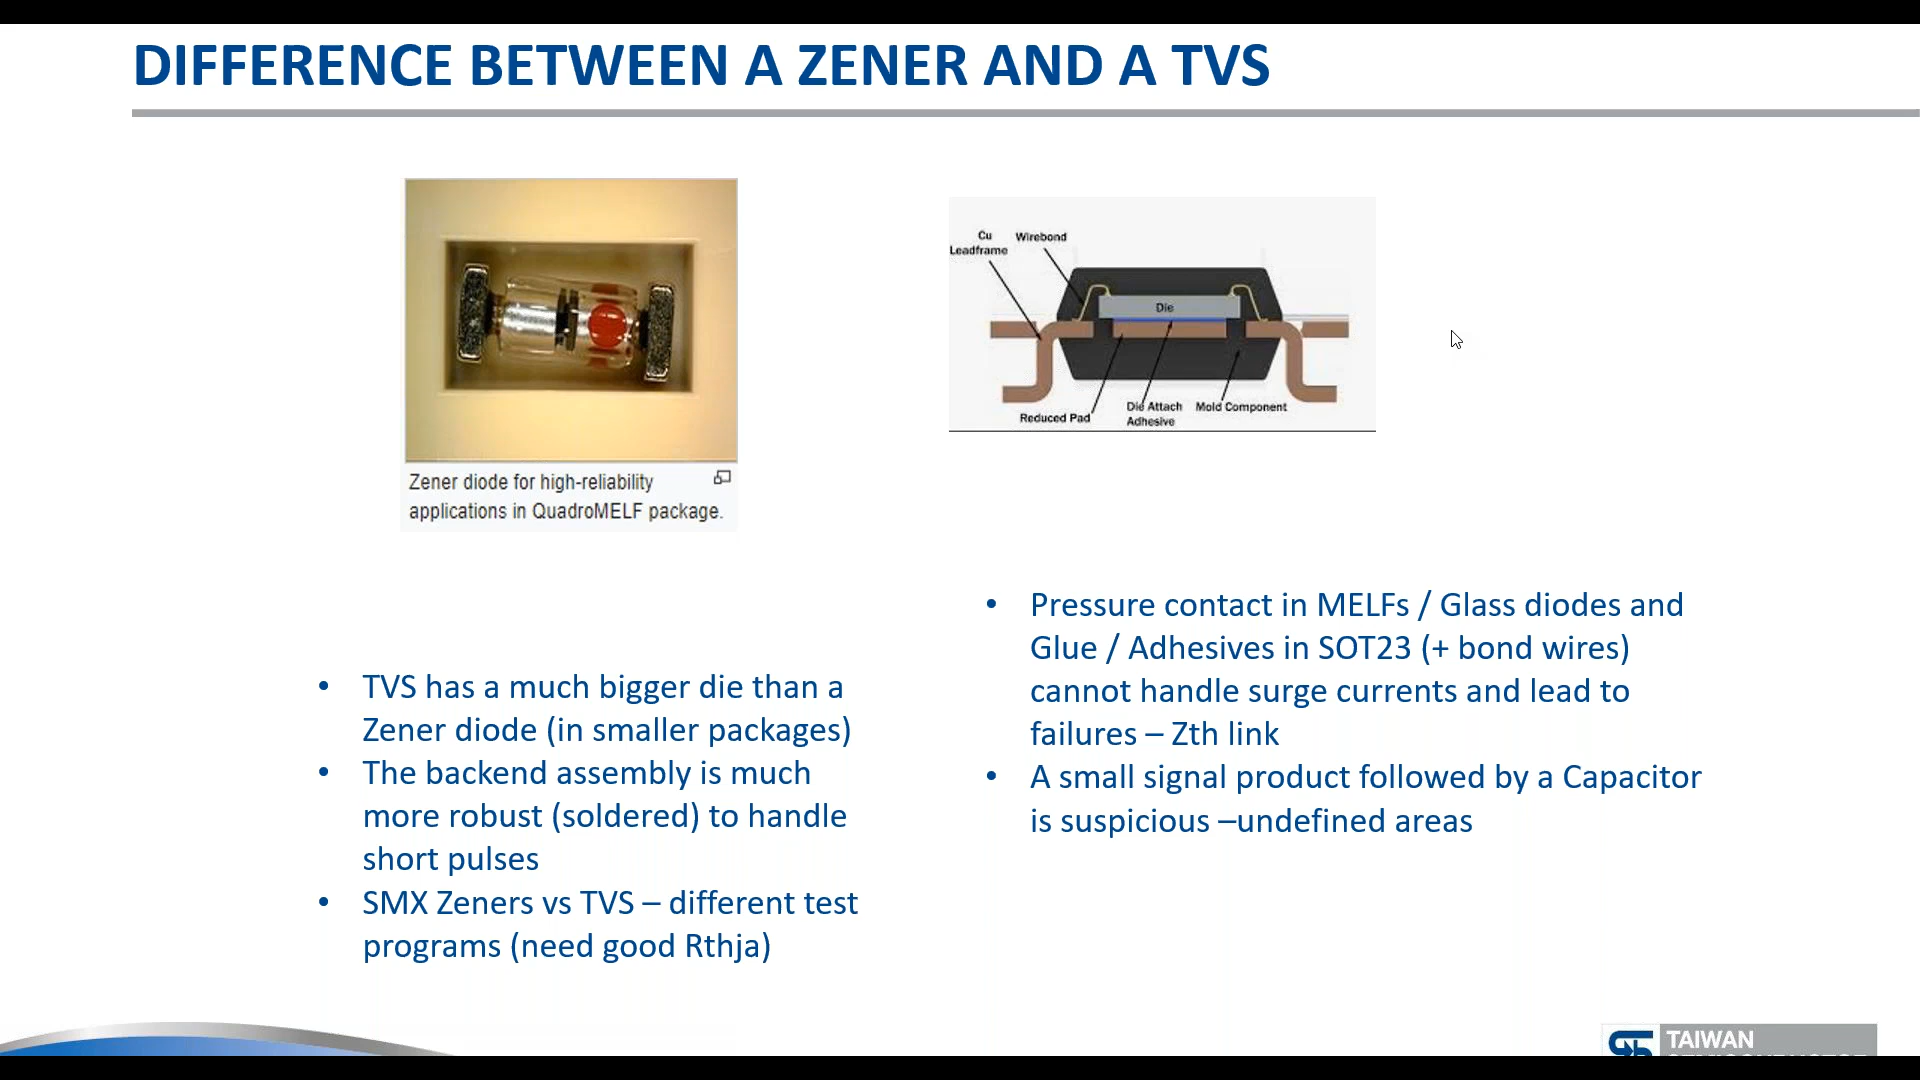 DIFFERENCE BETWEEN A ZENER AND A TVS
Zener diode for high-reliability
applications in QuadroMELF package.
Cu
Leadframe
Wirebond
Die
Reduced Pad
Die Attach
Adhesive
Mold Component
• TVS has a much bigger die than a
Zener diode (in smaller packages)
• The backend assembly is much
more robust (soldered) to handle
short pulses
• SMX Zeners vs TVS – different test
programs (need good Rthja)
• Pressure contact in MELFs / Glass diodes and
Glue / Adhesives in SOT23 (+ bond wires)
cannot handle surge currents and lead to
failures – Zth link
• A small signal product followed by a Capacitor
is suspicious –undefined areas
TAIWAN